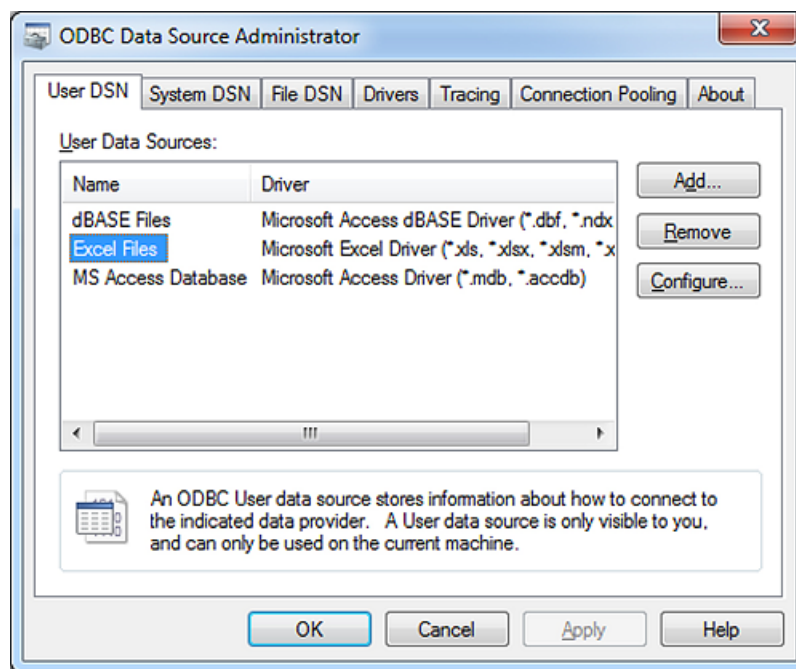 ODBC Data Source Administrator
User DSN System DSN File DSN Drivers Tracing Connection Pooling About
User Data Sources:
Name Driver
dBASE Files Microsoft Access dBASE Driver (*.dbf, *.ndx
Excel Files Microsoft Excel Driver (*.xls, *.xlsx, *.xlsm, *.x
MS Access Database Microsoft Access Driver (*.mdb, *.accdb)
Add...
Remove
Configure...
An ODBC User data source stores information about how to connect to
the indicated data provider. A User data source is only visible to you,
and can only be used on the current machine.
OK Cancel Apply Help